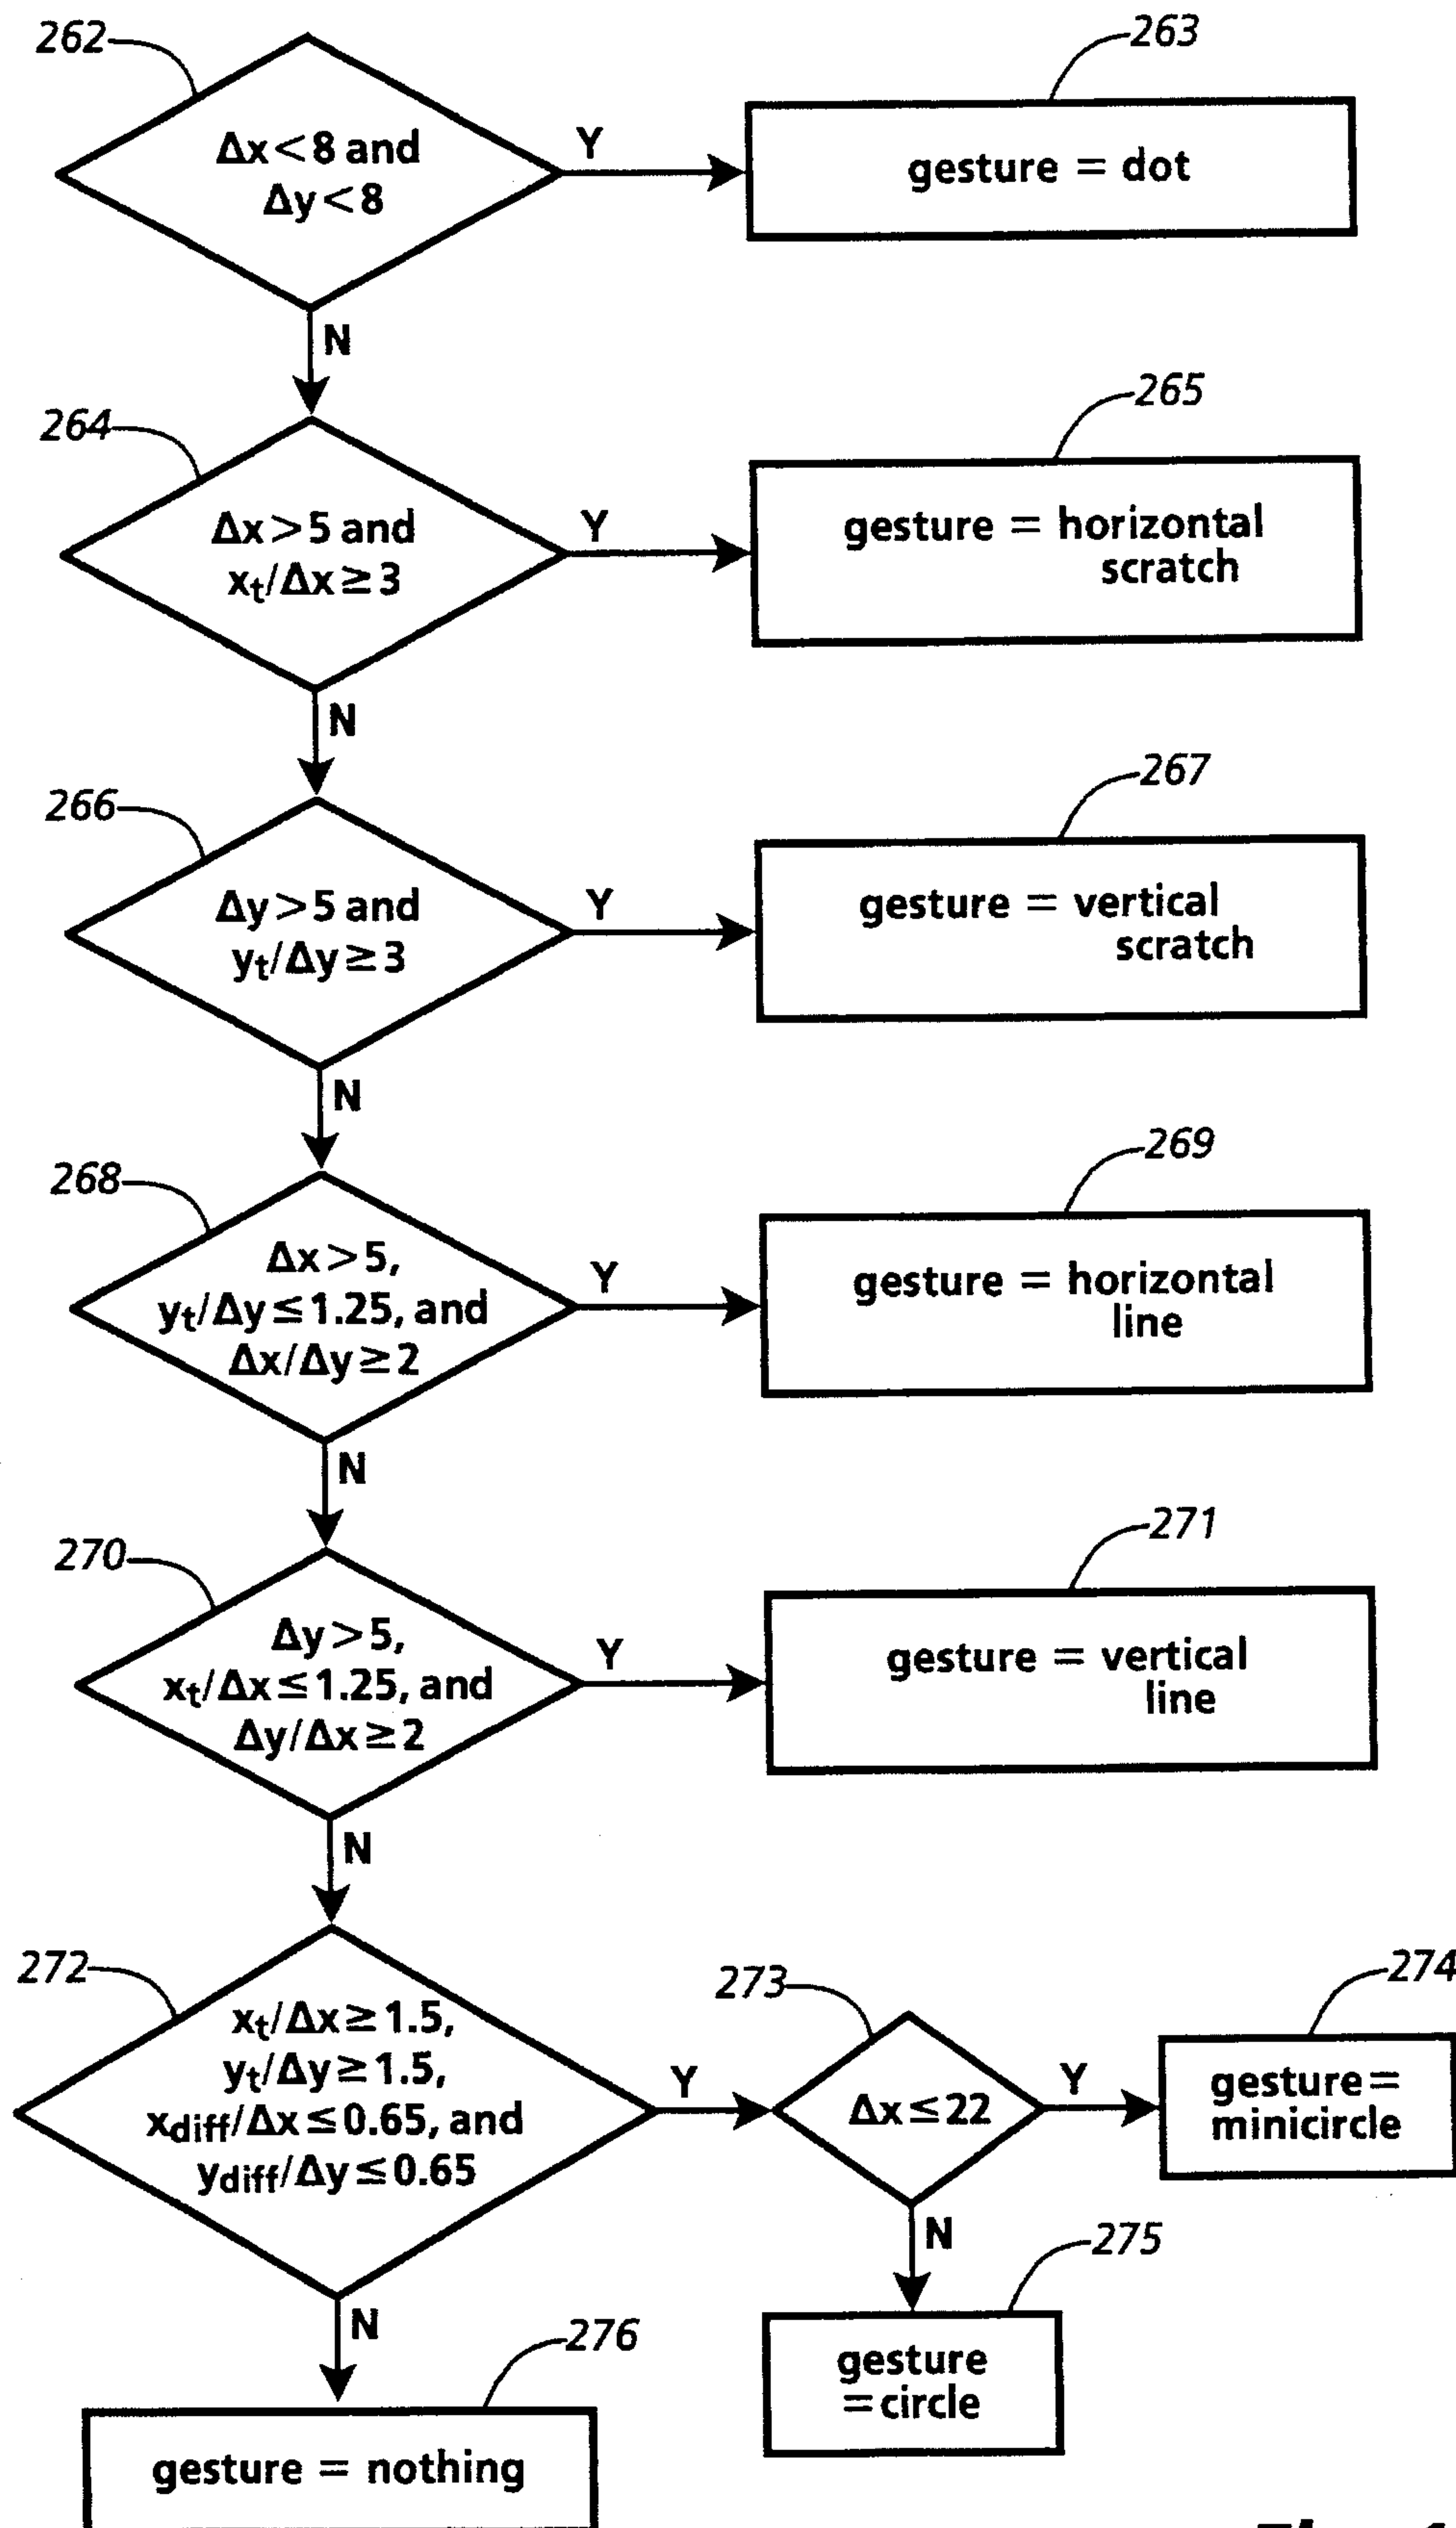 262
Δx<8 and
Δy<8
Y
263
gesture = dot
N
264
Δx>5 and
xt/Δx≥3
Y
265
gesture = horizontal
scratch
N
266
Δy>5 and
yt/Δy≥3
Y
267
gesture = vertical
scratch
N
268
Δx>5,
yt/Δy≤1.25, and
Δx/Δy≥2
Y
269
gesture = horizontal
line
N
270
Δy>5,
xt/Δx≤1.25, and
Δy/Δx≥2
Y
271
gesture = vertical
line
N
272
xt/Δx≥1.5,
yt/Δy≥1.5,
xdiff/Δx≤0.65, and
ydiff/Δy≤0.65
Y
273
Δx≤22
Y
274
gesture=
minicircle
N
275
gesture
=circle
N
276
gesture = nothing